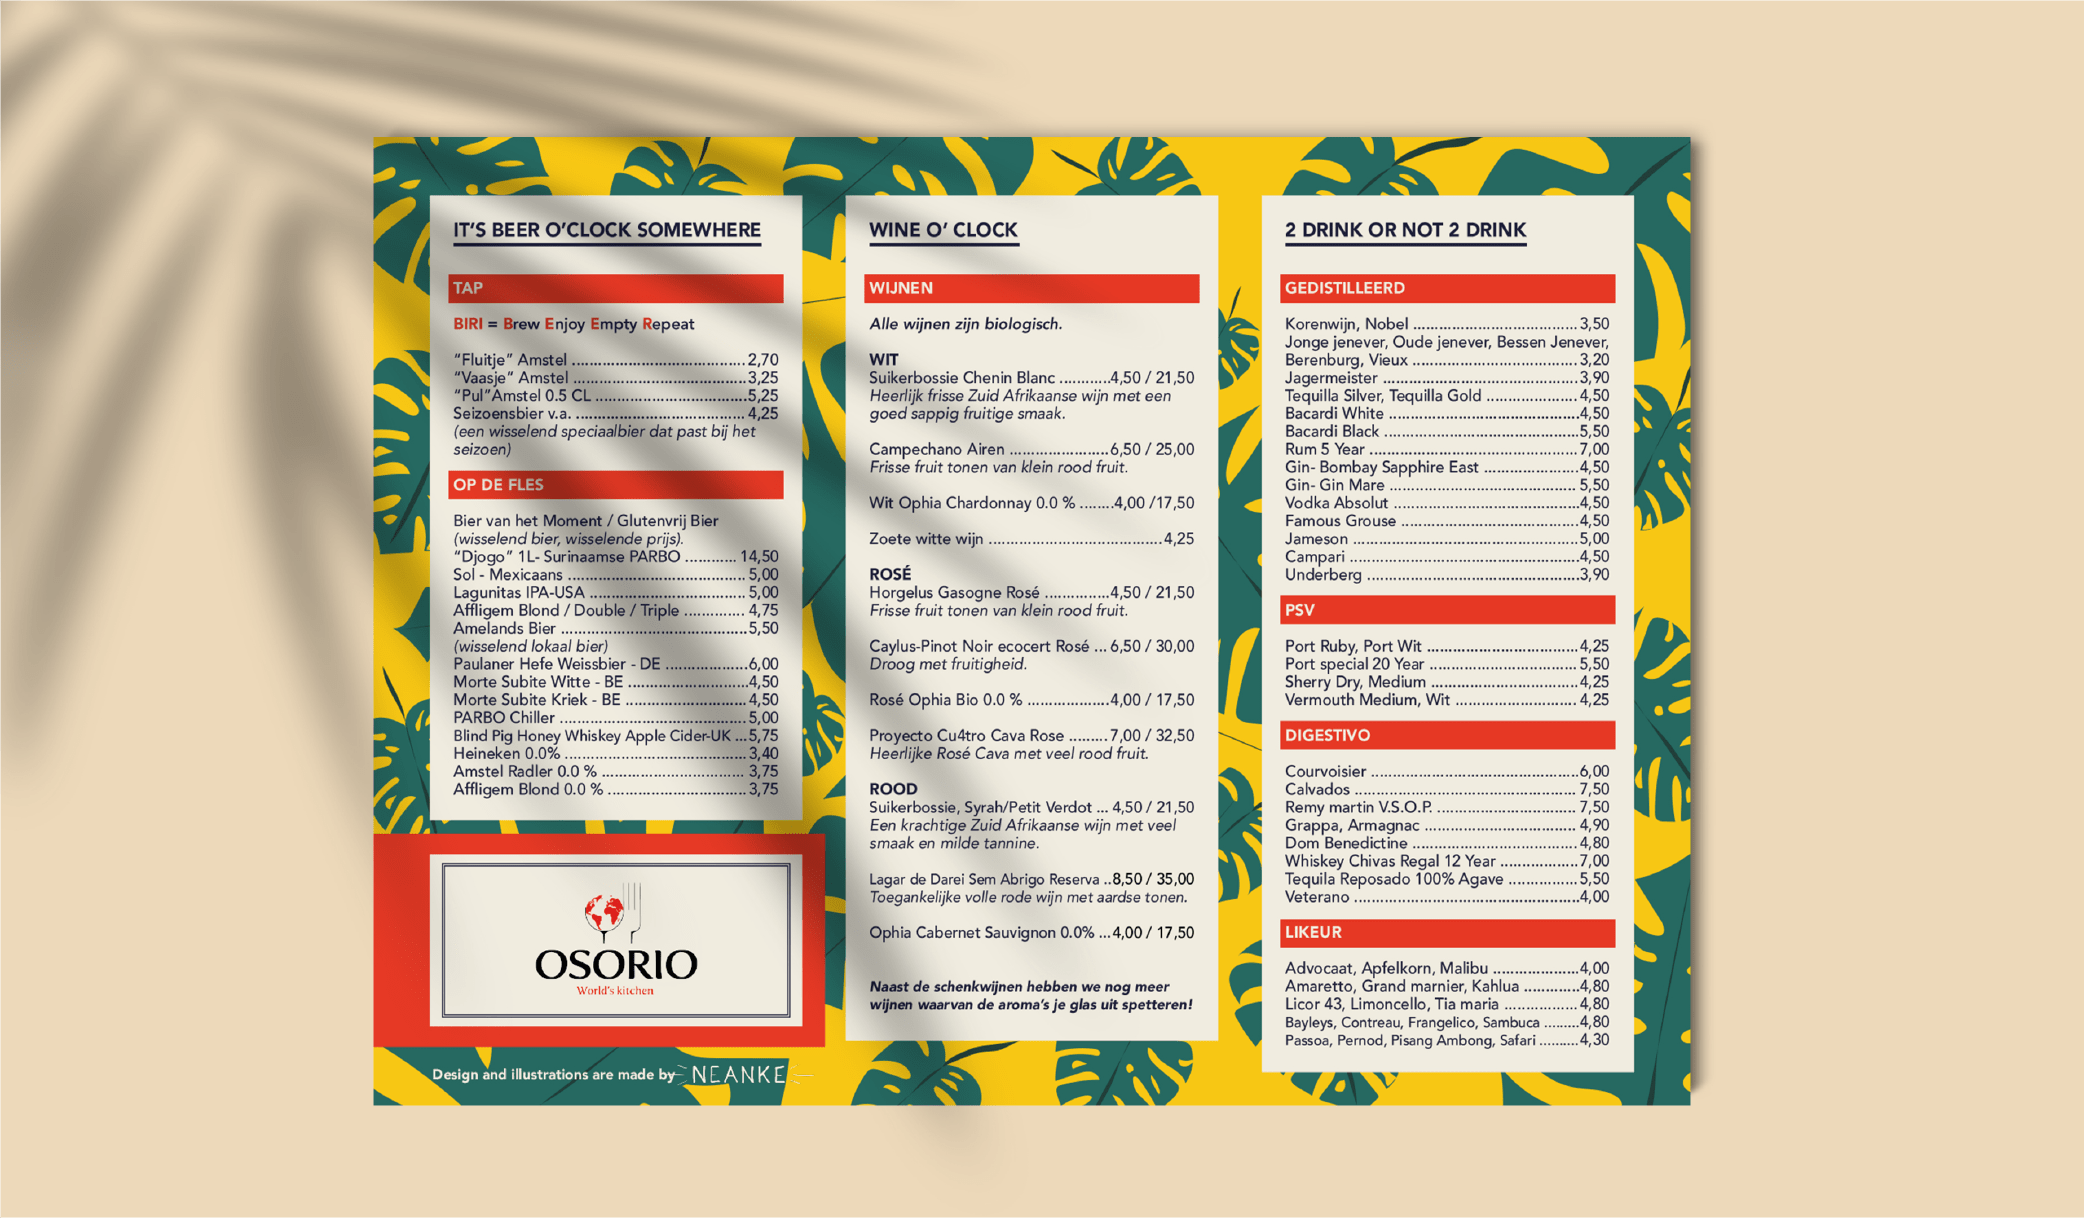 IT'S BEER O'CLOCK SOMEWHERE
TAP
BIRI = Brew Enjoy Empty Repeat
"Fluitje" Amstel ........ 2,70
"Vaasje" Amstel ........ 3,25
"Pul"Amstel 0.5 CL ........ 5,25
Seizoensbier v.a. ........ 4,25
(een wisselend speciaalbier dat past bij het
seizoen)
OP DE FLES
Bier van het Moment / Glutenvrij Bier
(wisselend bier, wisselende prijs).
"Djogo" 1L- Surinaamse PARBO ........ 14,50
Sol - Mexicaans ........ 5,00
Lagunitas IPA-USA ........ 5,00
Affligem Blond / Double / Triple ........ 4,75
Amelands Bier ........ 5,50
(wisselend lokaal bier)
Paulaner Hefe Weissbier - DE ........ 6,00
Morte Subite Witte - BE ........ 4,50
Morte Subite Kriek - BE ........ 4,50
PARBO Chiller ........ 5,00
Blind Pig Honey Whiskey Apple Cider-UK ... 5,75
Heineken 0.0% ........ 3,40
Amstel Radler 0.0 % ........ 3,75
Affligem Blond 0.0 % ........ 3,75
OSORIO
World's kitchen
Design and illustrations are made by NEANKE
WINE O' CLOCK
WIJNEN
Alle wijnen zijn biologisch.
WIT
Suikerbossie Chenin Blanc ........ 4,50 / 21,50
Heerlijk frisse Zuid Afrikaanse wijn met een
goed sappig fruitige smaak.
Campechano Airen ........ 6,50 / 25,00
Frisse fruit tonen van klein rood fruit.
Wit Ophia Chardonnay 0.0 % ........ 4,00 /17,50
Zoete witte wijn ........ 4,25
ROSÉ
Horgelus Gasogne Rosé ........ 4,50 / 21,50
Frisse fruit tonen van klein rood fruit.
Caylus-Pinot Noir ecocert Rosé ... 6,50 / 30,00
Droog met fruitigheid.
Rosé Ophia Bio 0.0 % ........ 4,00 / 17,50
Proyecto Cu4tro Cava Rose ........ 7,00 / 32,50
Heerlijke Rosé Cava met veel rood fruit.
ROOD
Suikerbossie, Syrah/Petit Verdot ... 4,50 / 21,50
Een krachtige Zuid Afrikaanse wijn met veel
smaak en milde tannine.
Lagar de Darei Sem Abrigo Reserva ..8,50 / 35,00
Toegankelijke volle rode wijn met aardse tonen.
Ophia Cabernet Sauvignon 0.0% ...4,00 / 17,50
Naast de schenkwijnen hebben we nog meer
wijnen waarvan de aroma's je glas uit spetteren!
2 DRINK OR NOT 2 DRINK
GEDISTILLEERD
Korenwijn, Nobel ........ 3,50
Jonge jenever, Oude jenever, Bessen Jenever,
Berenburg, Vieux ........ 3,20
Jagermeister ........ 3,90
Tequilla Silver, Tequilla Gold ........ 4,50
Bacardi White ........ 4,50
Bacardi Black ........ 5,50
Rum 5 Year ........ 7,00
Gin- Bombay Sapphire East ........ 4,50
Gin- Gin Mare ........ 5,50
Vodka Absolut ........ 4,50
Famous Grouse ........ 4,50
Jameson ........ 5,00
Campari ........ 4,50
Underberg ........ 3,90
PSV
Port Ruby, Port Wit ........ 4,25
Port special 20 Year ........ 5,50
Sherry Dry, Medium ........ 4,25
Vermouth Medium, Wit ........ 4,25
DIGESTIVO
Courvoisier ........ 6,00
Calvados ........ 7,50
Remy martin V.S.O.P. ........ 7,50
Grappa, Armagnac ........ 4,90
Dom Benedictine ........ 4,80
Whiskey Chivas Regal 12 Year ........ 7,00
Tequila Reposado 100% Agave ........ 5,50
Veterano ........ 4,00
LIKEUR
Advocaat, Apfelkorn, Malibu ........ 4,00
Amaretto, Grand marnier, Kahlua ........ 4,80
Licor 43, Limoncello, Tia maria ........ 4,80
Bayleys, Contreau, Frangelico, Sambuca ........ 4,80
Passoa, Pernod, Pisang Ambong, Safari ........ 4,30